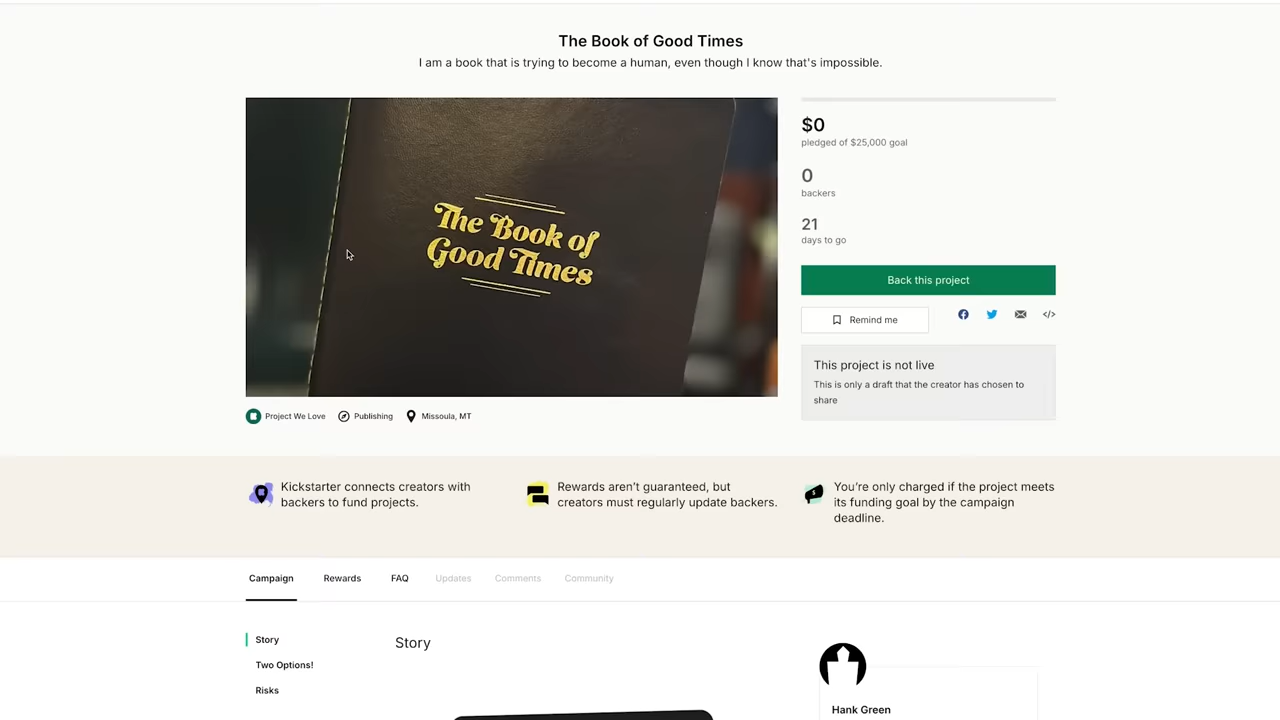 The Book of Good Times
I am a book that is trying to become a human, even though I know that's impossible.
The Book of
Good Times
$0
pledged of $25,000 goal
0
backers
21
days to go
Back this project
Remind me
This project is not live
This is only a draft that the creator has chosen to
share
Project We Love
Publishing
Missoula, MT
Kickstarter connects creators with
backers to fund projects.
Rewards aren't guaranteed, but
creators must regularly update backers.
You're only charged if the project meets
its funding goal by the campaign
deadline.
Campaign
Rewards
FAQ
Updates
Comments
Community
Story
Two Options!
Risks
Story
Hank Green